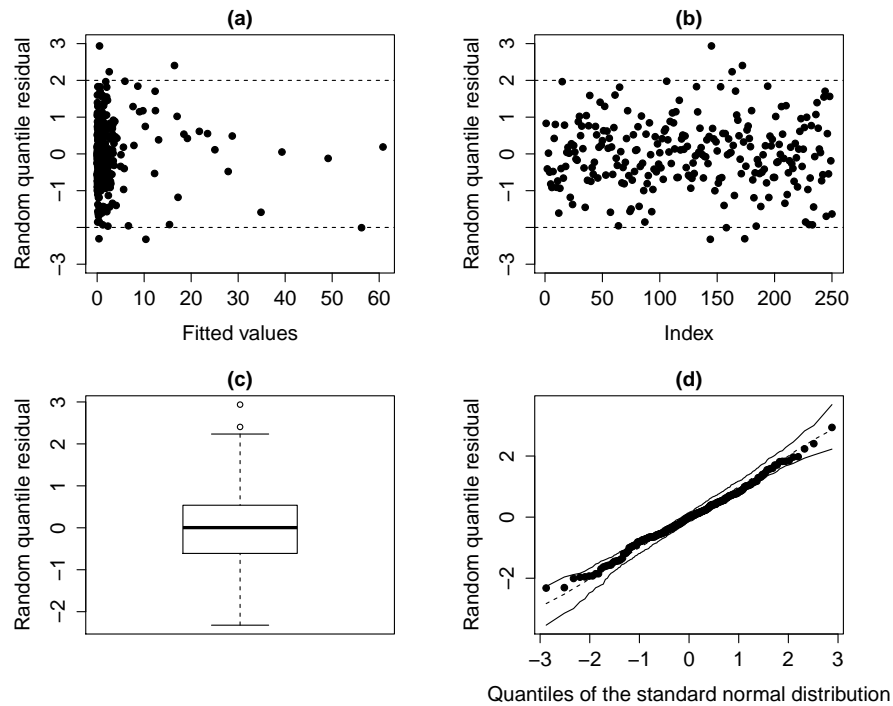 (a)
Random quantile residual
3
2
1
0
−1
−3
0 10 20 30 40 50 60
Fitted values
(b)
Random quantile residual
3
2
1
0
−1
−3
0 50 100 150 200 250
Index
(c)
Random quantile residual
3
2
1
0
−1
−2
(d)
Random quantile residual
2
0
−2
−3 −2 −1 0 1 2 3
Quantiles of the standard normal distribution